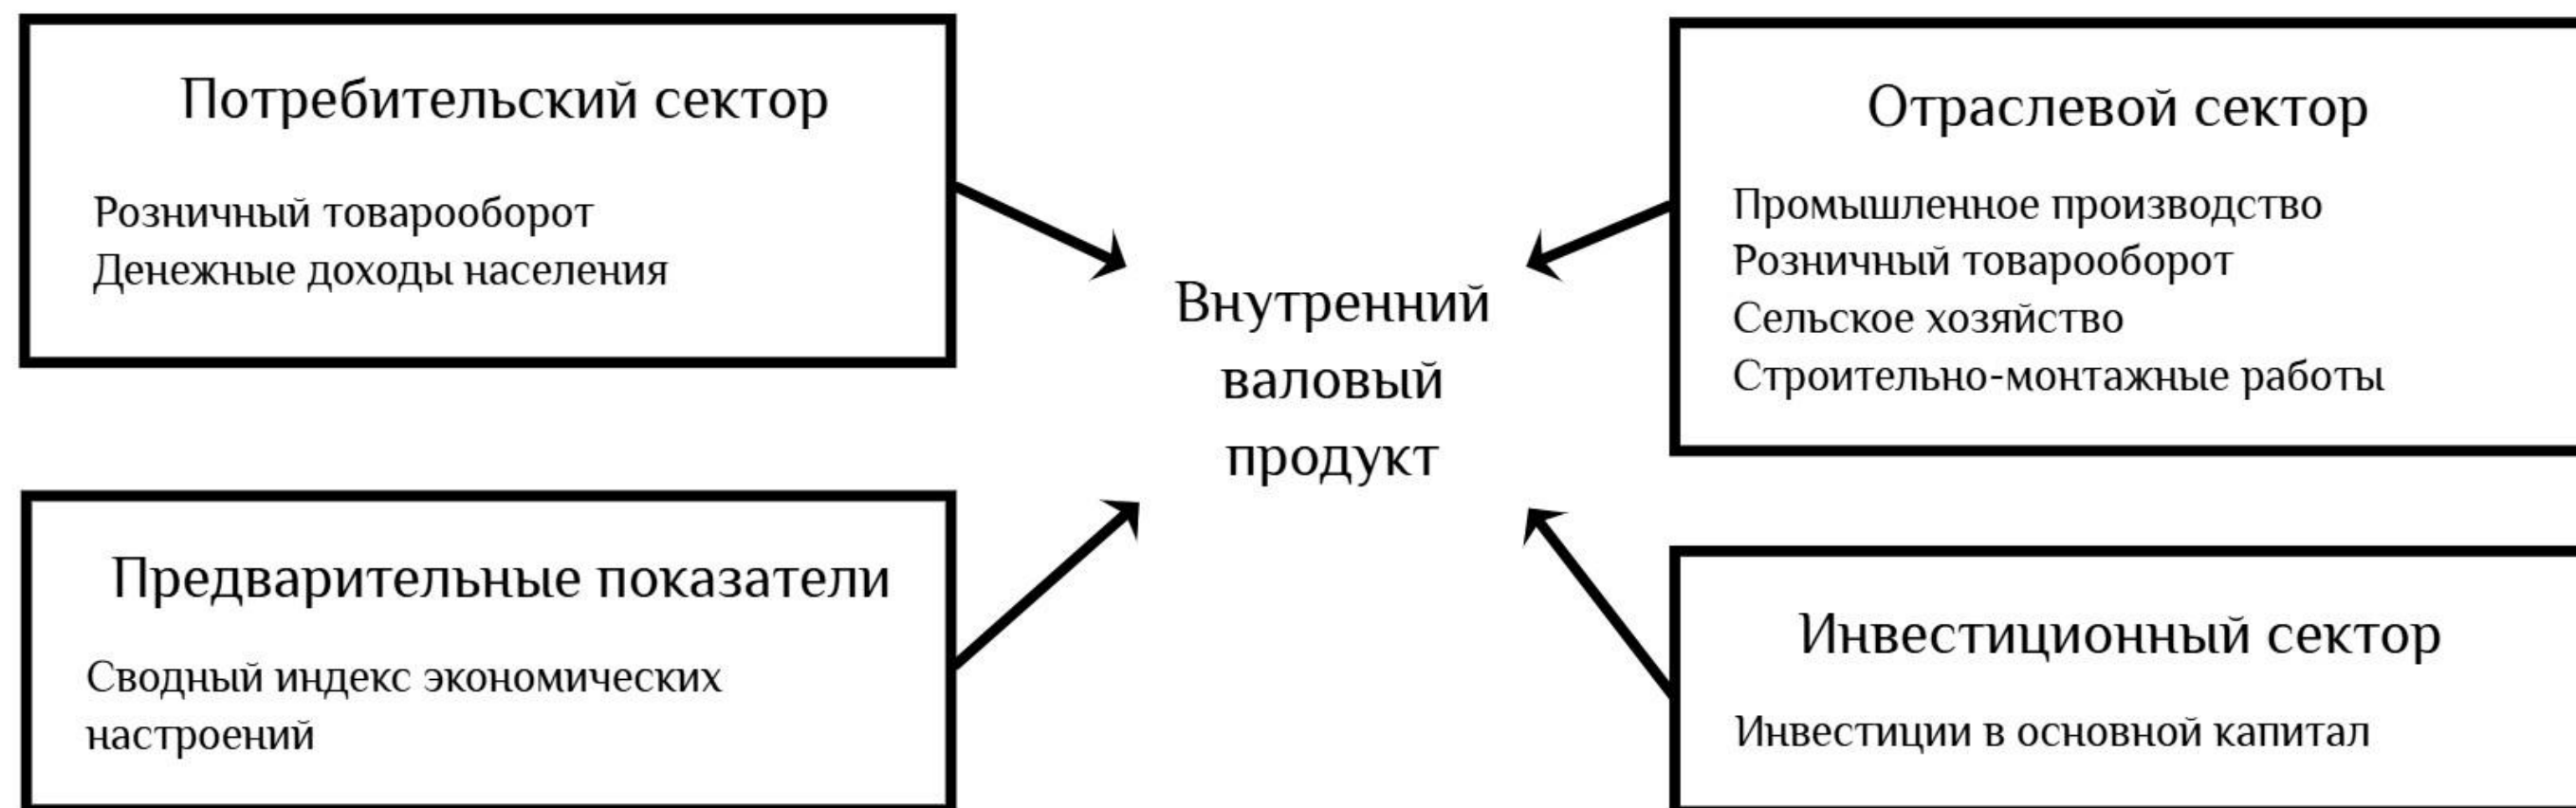 Потребительский сектор
Розничный товарооборот
Денежные доходы населения
Предварительные показатели
Сводный индекс экономических
настроений
Внутренний
валовый
продукт
Отраслевой сектор
Промышленное производство
Розничный товарооборот
Сельское хозяйство
Строительно-монтажные работы
Инвестиционный сектор
Инвестиции в основной капитал